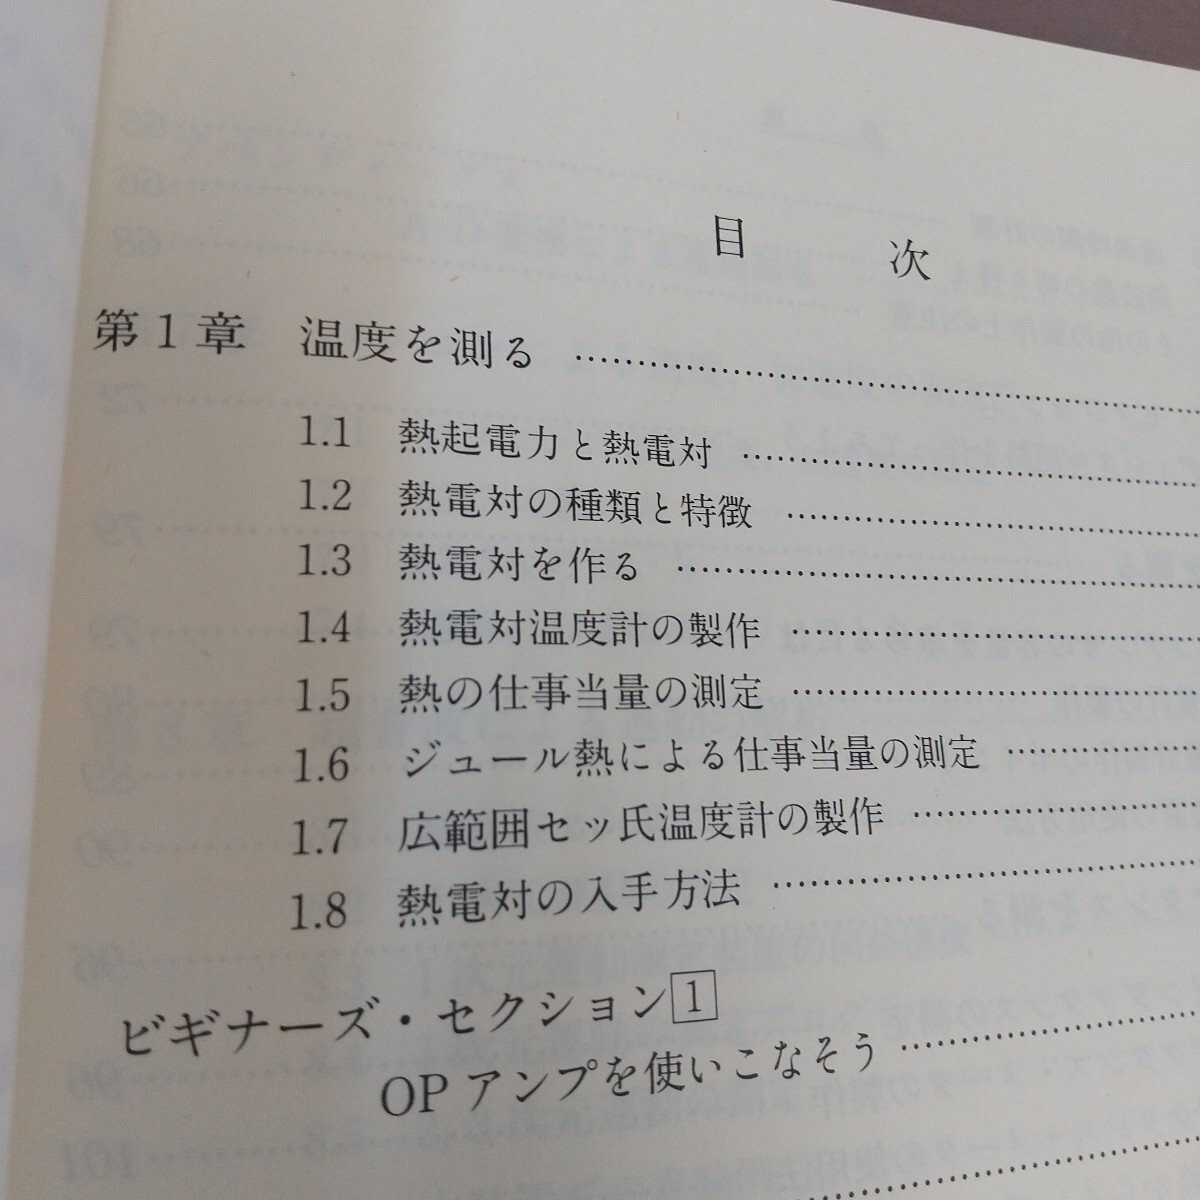 目 次
第1章 温度を測る
1.1 熱起電力と熱電対
1.2 熱電対の種類と特徴
1.3 熱電対を作る
1.4 熱電対温度計の製作
1.5 熱の仕事当量の測定
1.6 ジュール熱による仕事当量の測定
1.7 広範囲セッ氏温度計の製作
1.8 熱電対の入手方法
ビギナーズ・セクション1
OPアンプを使いこなそう